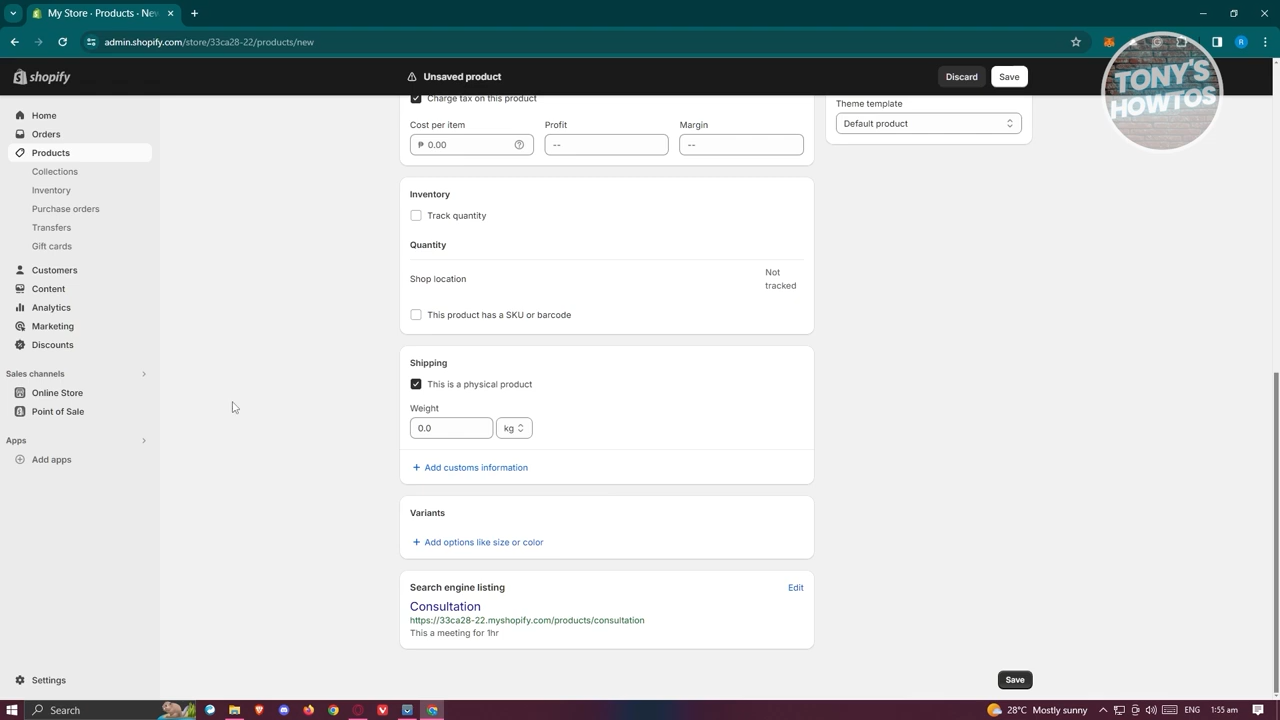 My Store · Products · Nev
admin.shopify.com/store/33ca28-22/products/new
shopify
Unsaved product
Discard
Save
TONY'S
HOWTOS
Home
Orders
Products
Collections
Inventory
Purchase orders
Transfers
Gift cards
Customers
Content
Analytics
Marketing
Discounts
Sales channels
Online Store
Point of Sale
Apps
Add apps
Settings
Charge tax on this product
Cost per item
Profit
Margin
₱ 0.00
--
--
Theme template
Default product
Inventory
Track quantity
Quantity
Shop location
Not
tracked
This product has a SKU or barcode
Shipping
This is a physical product
Weight
0.0
kg
+ Add customs information
Variants
+ Add options like size or color
Search engine listing
Edit
Consultation
https://33ca28-22.myshopify.com/products/consultation
This a meeting for 1hr
Save
Search
28°C Mostly sunny
ENG
1:55 am